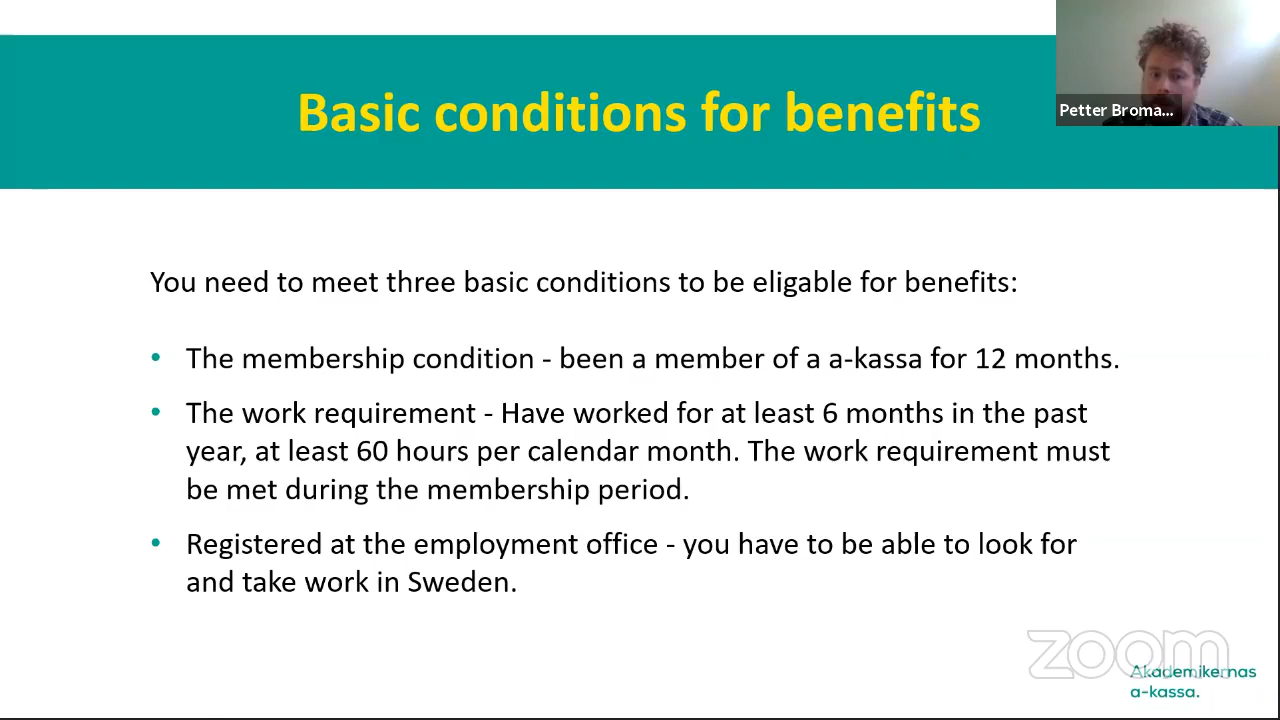 Basic conditions for benefits
Petter Broma...
You need to meet three basic conditions to be eligable for benefits:
• The membership condition - been a member of a a-kassa for 12 months.
• The work requirement - Have worked for at least 6 months in the past
year, at least 60 hours per calendar month. The work requirement must
be met during the membership period.
• Registered at the employment office - you have to be able to look for
and take work in Sweden.
zoom
Akademikernas
a-kassa.